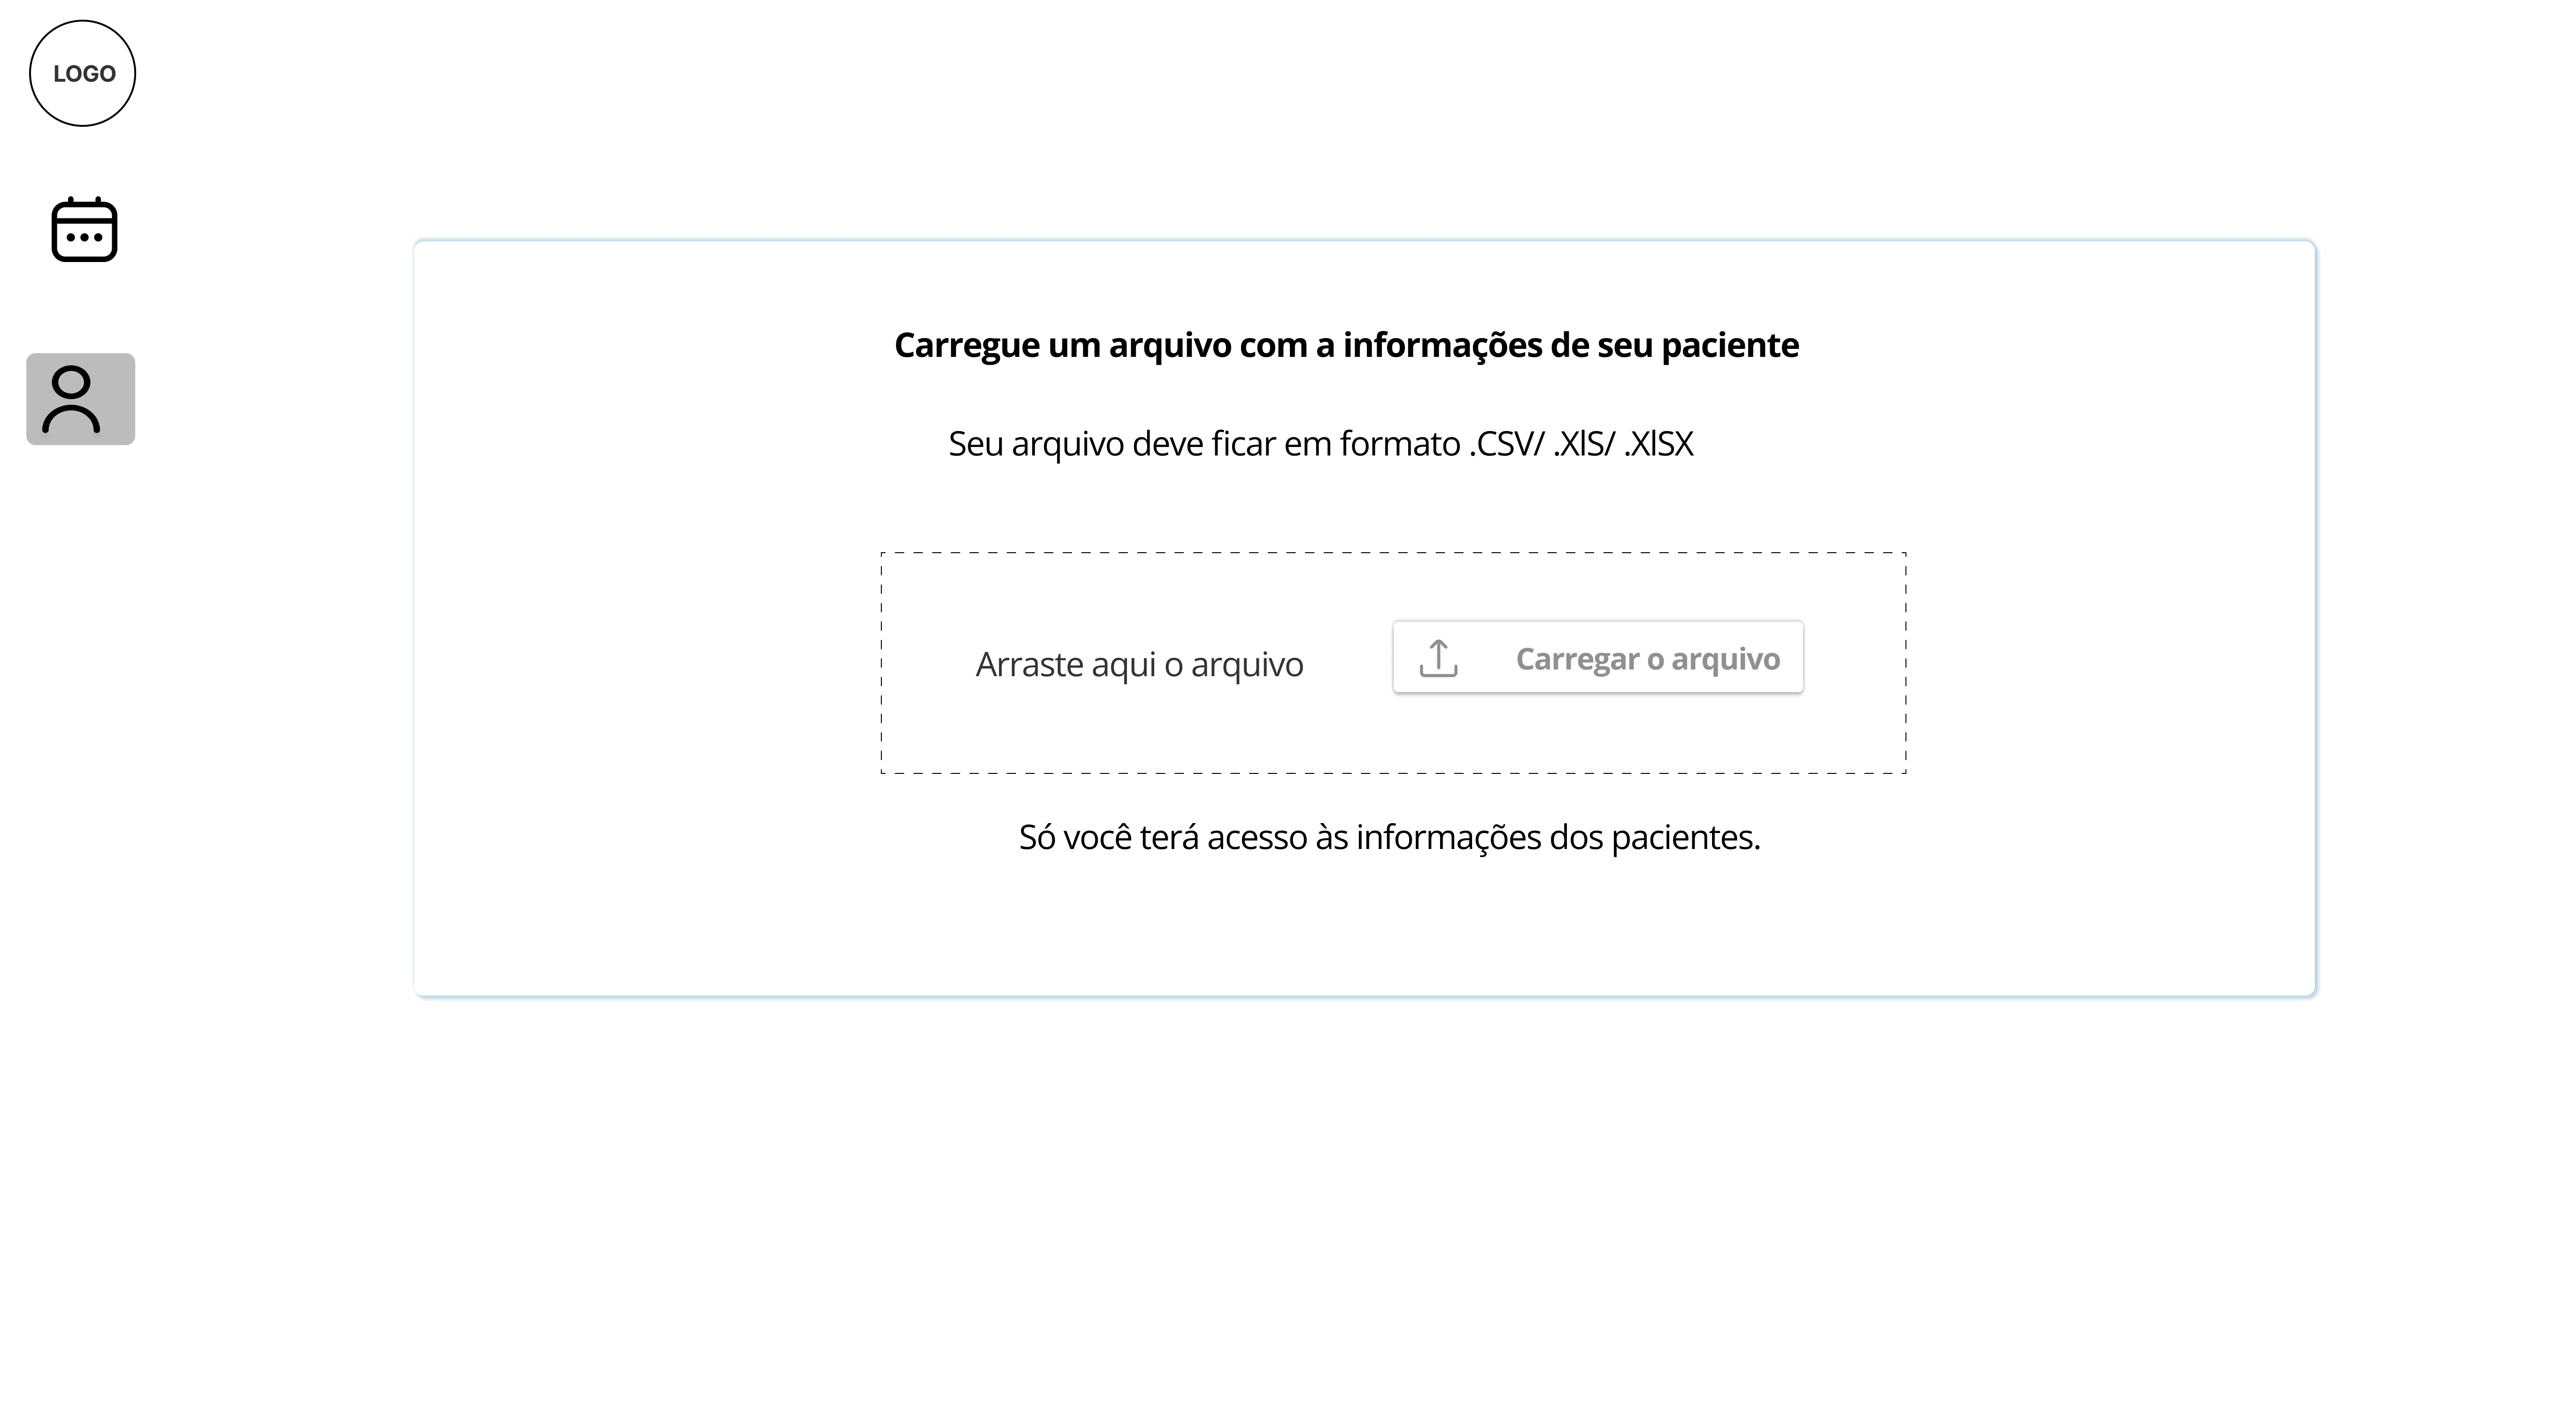 LOGO
Carregue um arquivo com a informações de seu paciente
Seu arquivo deve ficar em formato .CSV/ .XlS/ .XlSX
Arraste aqui o arquivo
Carregar o arquivo
Só você terá acesso às informações dos pacientes.